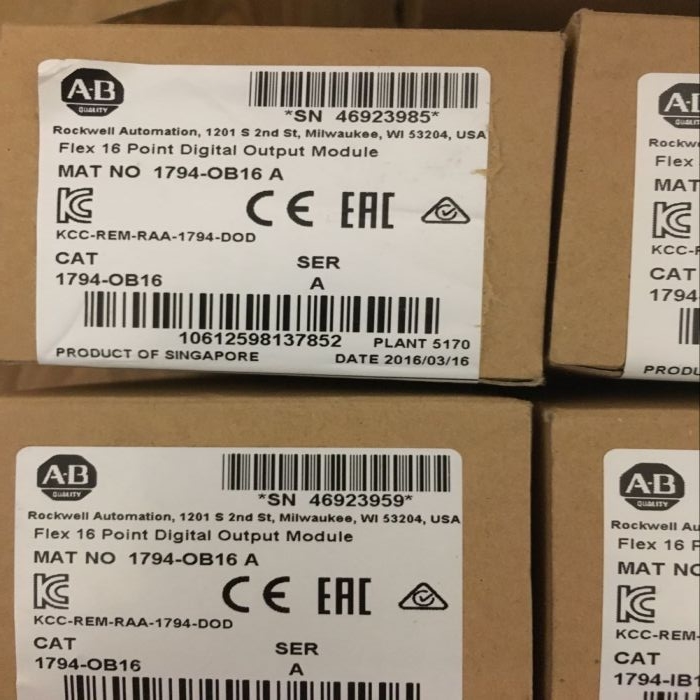 A·B
QUALITY
*SN 46923985*
Rockwell Automation, 1201 S 2nd St, Milwaukee, WI 53204, USA
Flex 16 Point Digital Output Module
MAT NO 1794-OB16 A
CE EAC
KCC-REM-RAA-1794-DOD
CAT SER
1794-OB16 A
10612598137852 PLANT 5170
PRODUCT OF SINGAPORE DATE 2016/03/16
Flex
MAT
CAT
1794
A·B
QUALITY
*SN 46923959*
Rockwell Automation, 1201 S 2nd St, Milwaukee, WI 53204, USA
Flex 16 Point Digital Output Module
MAT NO 1794-OB16 A
CE EAC
KCC-REM-RAA-1794-DOD
CAT SER
1794-OB16 A
A·B
QUALITY
Rockwell
Flex 16
MAT NO
KCC-REM-
CAT
1794-IB1